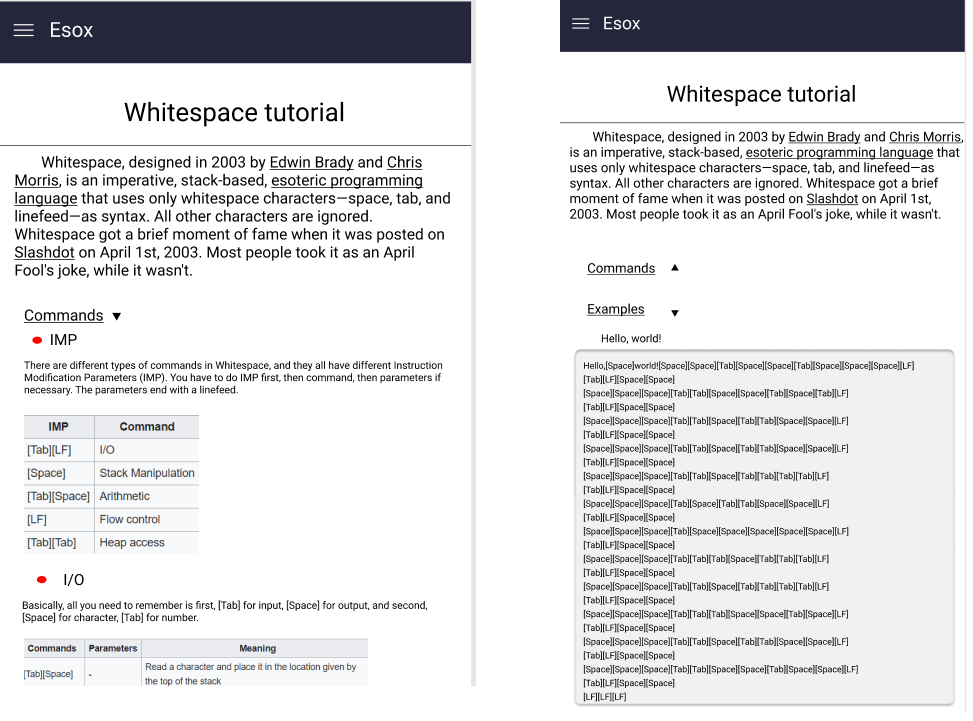 Esox
Whitespace tutorial
Whitespace, designed in 2003 by Edwin Brady and Chris
Morris, is an imperative, stack-based, esoteric programming
language that uses only whitespace characters—space, tab, and
linefeed—as syntax. All other characters are ignored.
Whitespace got a brief moment of fame when it was posted on
Slashdot on April 1st, 2003. Most people took it as an April
Fool's joke, while it wasn't.
Commands ▼
IMP
There are different types of commands in Whitespace, and they all have different Instruction
Modification Parameters (IMP). You have to do IMP first, then command, then parameters if
necessary. The parameters end with a linefeed.
IMP Command
[Tab][LF] I/O
[Space] Stack Manipulation
[Tab][Space] Arithmetic
[LF] Flow control
[Tab][Tab] Heap access
I/O
Basically, all you need to remember is first, [Tab] for input, [Space] for output, and second,
[Space] for character, [Tab] for number.
Commands Parameters Meaning
[Tab][Space] - Read a character and place it in the location given by
the top of the stack
Esox
Whitespace tutorial
Whitespace, designed in 2003 by Edwin Brady and Chris Morris,
is an imperative, stack-based, esoteric programming language that
uses only whitespace characters—space, tab, and linefeed—as
syntax. All other characters are ignored. Whitespace got a brief
moment of fame when it was posted on Slashdot on April 1st,
2003. Most people took it as an April Fool's joke, while it wasn't.
Commands ▲
Examples ▼
Hello, world!
Hello,[Space]world![Space][Space][Tab][Space][Space][Tab][Space][Space][Space][LF]
[Tab][LF][Space][Space]
[Space][Space][Space][Tab][Tab][Space][Space][Tab][Space][Tab][LF]
[Tab][LF][Space][Space]
[Space][Space][Space][Tab][Tab][Space][Tab][Tab][Space][Space][LF]
[Tab][LF][Space][Space]
[Space][Space][Space][Tab][Tab][Space][Tab][Tab][Space][Space][LF]
[Tab][LF][Space][Space]
[Space][Space][Space][Tab][Tab][Space][Tab][Tab][Tab][Tab][LF]
[Tab][LF][Space][Space]
[Space][Space][Space][Tab][Space][Tab][Tab][Space][Space][LF]
[Tab][LF][Space][Space]
[Space][Space][Space][Tab][Space][Space][Space][Space][Space][LF]
[Tab][LF][Space][Space]
[Space][Space][Space][Tab][Tab][Tab][Space][Tab][Tab][Tab][LF]
[Tab][LF][Space][Space]
[Space][Space][Space][Tab][Tab][Space][Tab][Tab][Tab][Tab][LF]
[Tab][LF][Space][Space]
[Space][Space][Space][Tab][Tab][Tab][Space][Space][Tab][Space][LF]
[Tab][LF][Space][Space]
[Space][Space][Space][Tab][Tab][Space][Tab][Tab][Space][Space][LF]
[Tab][LF][Space][Space]
[Space][Space][Space][Tab][Tab][Space][Space][Tab][Space][Space][LF]
[Tab][LF][Space][Space]
[LF][LF][LF]